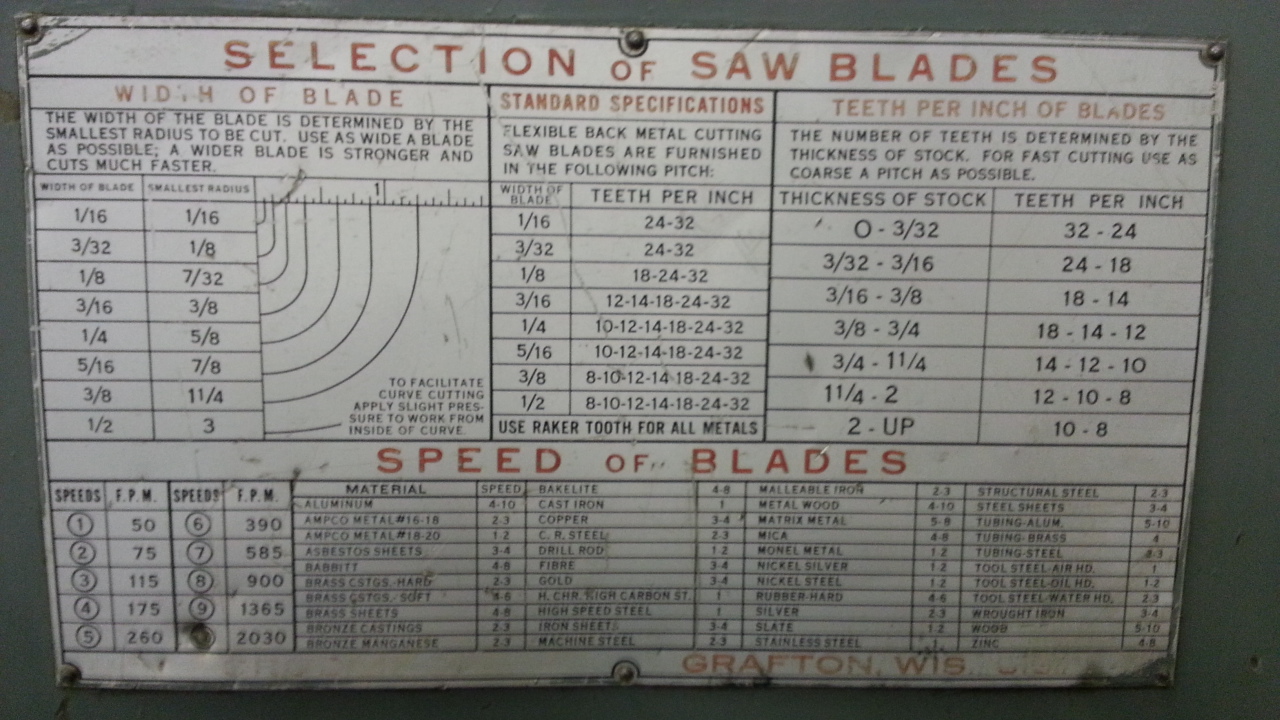 SELECTION OF SAW BLADES
WIDTH OF BLADE
THE WIDTH OF THE BLADE IS DETERMINED BY THE
SMALLEST RADIUS TO BE CUT. USE AS WIDE A BLADE
AS POSSIBLE; A WIDER BLADE IS STRONGER AND
CUTS MUCH FASTER.
WIDTH OF BLADE SMALLEST RADIUS 1
1/16 1/16
3/32 1/8
1/8 7/32
3/16 3/8
1/4 5/8
5/16 7/8
3/8 11/4
1/2 3
TO FACILITATE
CURVE CUTTING
APPLY SLIGHT PRES-
SURE TO WORK FROM
INSIDE OF CURVE.
STANDARD SPECIFICATIONS
FLEXIBLE BACK METAL CUTTING
SAW BLADES ARE FURNISHED
IN THE FOLLOWING PITCH:
WIDTH OF BLADE TEETH PER INCH
1/16 24-32
3/32 24-32
1/8 18-24-32
3/16 12-14-18-24-32
1/4 10-12-14-18-24-32
5/16 10-12-14-18-24-32
3/8 8-10-12-14-18-24-32
1/2 8-10-12-14-18-24-32
USE RAKER TOOTH FOR ALL METALS
TEETH PER INCH OF BLADES
THE NUMBER OF TEETH IS DETERMINED BY THE
THICKNESS OF STOCK. FOR FAST CUTTING USE AS
COARSE A PITCH AS POSSIBLE.
THICKNESS OF STOCK TEETH PER INCH
0 - 3/32 32 - 24
3/32 - 3/16 24 - 18
3/16 - 3/8 18 - 14
3/8 - 3/4 18 - 14 - 12
3/4 - 11/4 14 - 12 - 10
11/4 - 2 12 - 10 - 8
2 - UP 10 - 8
SPEED OF BLADES
SPEEDS F.P.M. SPEEDS F.P.M.
1 50 6 390
2 75 7 585
3 115 8 900
4 175 9 1365
5 260 2030
MATERIAL SPEED
ALUMINUM 4-10
AMPCO METAL #16-18 2-3
AMPCO METAL #18-20 1-2
ASBESTOS SHEETS 3-4
BABBITT 4-8
BRASS CSTGS.-HARD 2-3
BRASS CSTGS.-SOFT 4-6
BRASS SHEETS 4-8
BRONZE CASTINGS 2-3
BRONZE MANGANESE 2-3
BAKELITE 4-8
CAST IRON 1
COPPER 3-4
C. R. STEEL 2-3
DRILL ROD 1-2
FIBRE 3-4
GOLD 3-4
H. CHR. HIGH CARBON ST. 1
HIGH SPEED STEEL 1
IRON SHEETS 3-4
MACHINE STEEL 2-3
MALLEABLE IRON 2-3
METAL WOOD 4-10
MATRIX METAL 5-8
MICA 4-8
MONEL METAL 1-2
NICKEL SILVER 1-2
NICKEL STEEL 1-2
RUBBER-HARD 4-6
SILVER 2-3
SLATE 1-2
STAINLESS STEEL 1
STRUCTURAL STEEL 2-3
STEEL SHEETS 3-4
TUBING-ALUM. 5-10
TUBING-BRASS 4
TUBING-STEEL
TOOL STEEL-AIR HD. 1
TOOL STEEL-OIL HD. 1-2
TOOL STEEL-WATER HD. 2-3
WROUGHT IRON 3-4
WOOD 5-10
ZINC 4-8
GRAFTON, WIS.